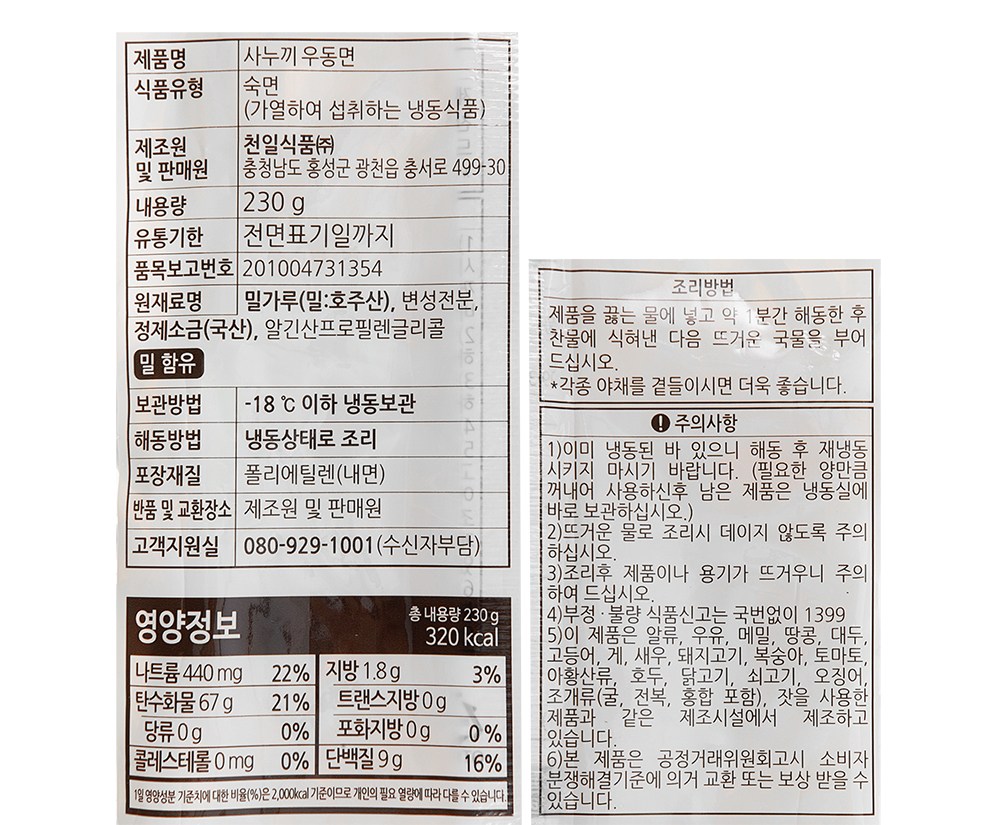 제품명 사누끼 우동면
식품유형 숙면
(가열하여 섭취하는 냉동식품)
제조원 천일식품㈜
및 판매원 충청남도 홍성군 광천읍 충서로 499-30
내용량 230 g
유통기한 전면표기일까지
품목보고번호 201004731354
원재료명 밀가루(밀:호주산), 변성전분,
정제소금(국산), 알긴산프로필렌글리콜
밀 함유
보관방법 -18 ℃ 이하 냉동보관
해동방법 냉동상태로 조리
포장재질 폴리에틸렌(내면)
반품 및 교환장소 제조원 및 판매원
고객지원실 080-929-1001(수신자부담)
영양정보 총 내용량 230 g
320 kcal
나트륨 440 mg 22% 지방 1.8 g 3%
탄수화물 67 g 21% 트랜스지방 0 g
당류 0 g 0% 포화지방 0 g 0 %
콜레스테롤 0 mg 0% 단백질 9 g 16%
1일 영양성분 기준치에 대한 비율(%)은 2,000kcal 기준이므로 개인의 필요 열량에 따라 다를 수 있습니다.
조리방법
제품을 끓는 물에 넣고 약 1분간 해동한 후
찬물에 식혀낸 다음 뜨거운 국물을 부어
드십시오.
*각종 야채를 곁들이시면 더욱 좋습니다.
주의사항
1)이미 냉동된 바 있으니 해동 후 재냉동
시키지 마시기 바랍니다. (필요한 양만큼
꺼내어 사용하신후 남은 제품은 냉동실에
바로 보관하십시오.)
2)뜨거운 물로 조리시 데이지 않도록 주의
하십시오.
3)조리후 제품이나 용기가 뜨거우니 주의
하여 드십시오.
4)부정·불량 식품신고는 국번없이 1399
5)이 제품은 알류, 우유, 메밀, 땅콩, 대두,
고등어, 게, 새우, 돼지고기, 복숭아, 토마토,
아황산류, 호두, 닭고기, 쇠고기, 오징어,
조개류(굴, 전복, 홍합 포함), 잣을 사용한
제품과 같은 제조시설에서 제조하고
있습니다.
6)본 제품은 공정거래위원회고시 소비자
분쟁해결기준에 의거 교환 또는 보상 받을 수
있습니다.